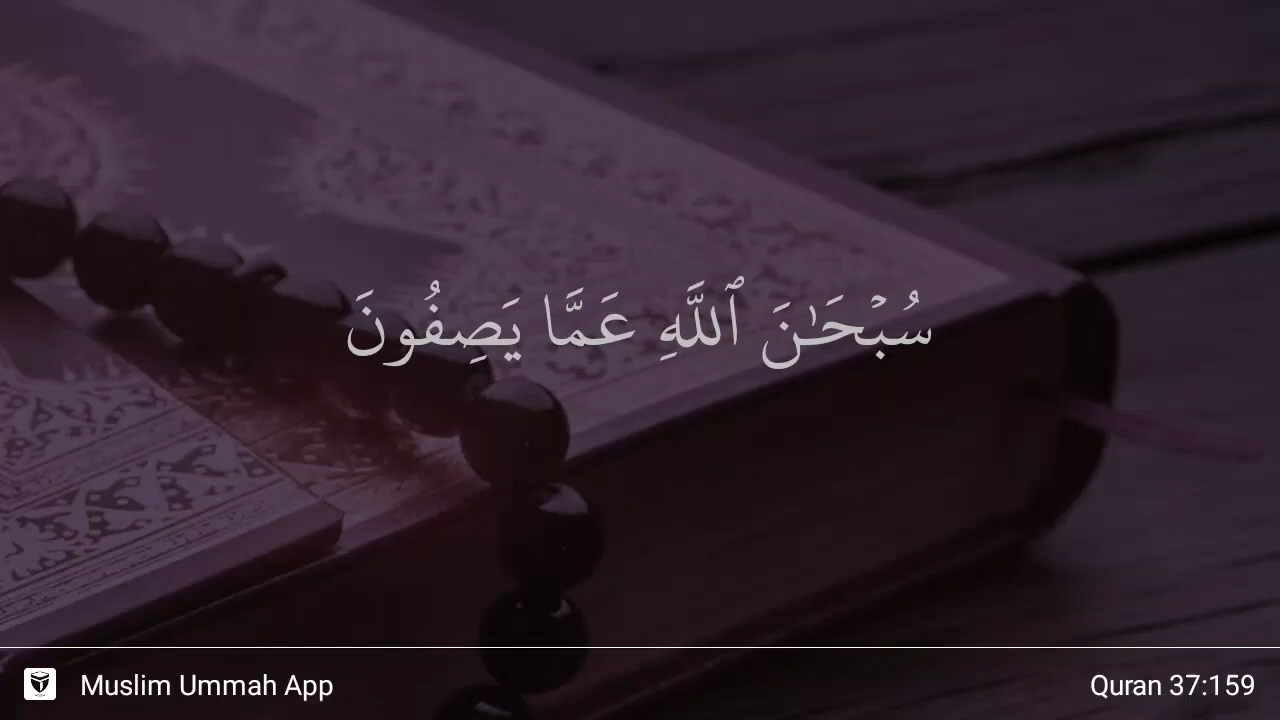 سُبْحَٰنَ ٱللَّهِ عَمَّا يَصِفُونَ
Muslim Ummah App
Quran 37:159